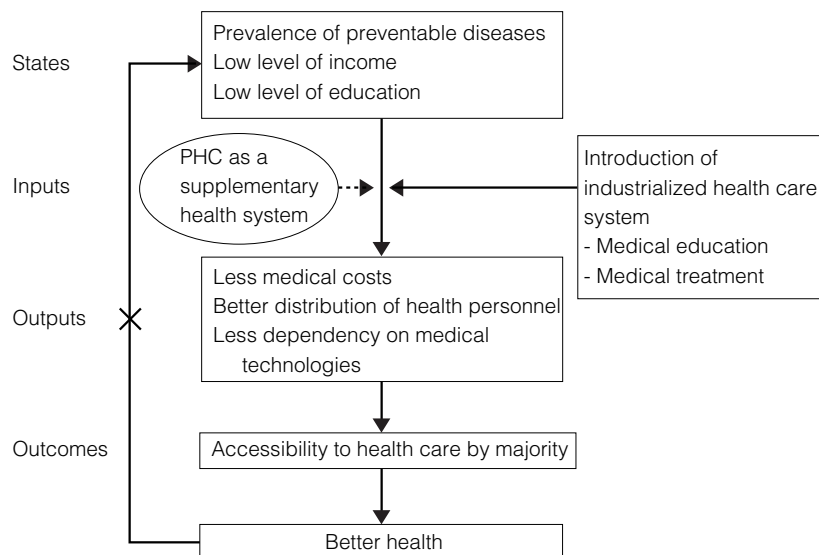 States
Prevalence of preventable diseases
Low level of income
Low level of education
Inputs
PHC as a
supplementary
health system
Introduction of
industrialized health care
system
- Medical education
- Medical treatment
Outputs
Less medical costs
Better distribution of health personnel
Less dependency on medical
technologies
Outcomes
Accessibility to health care by majority
Better health